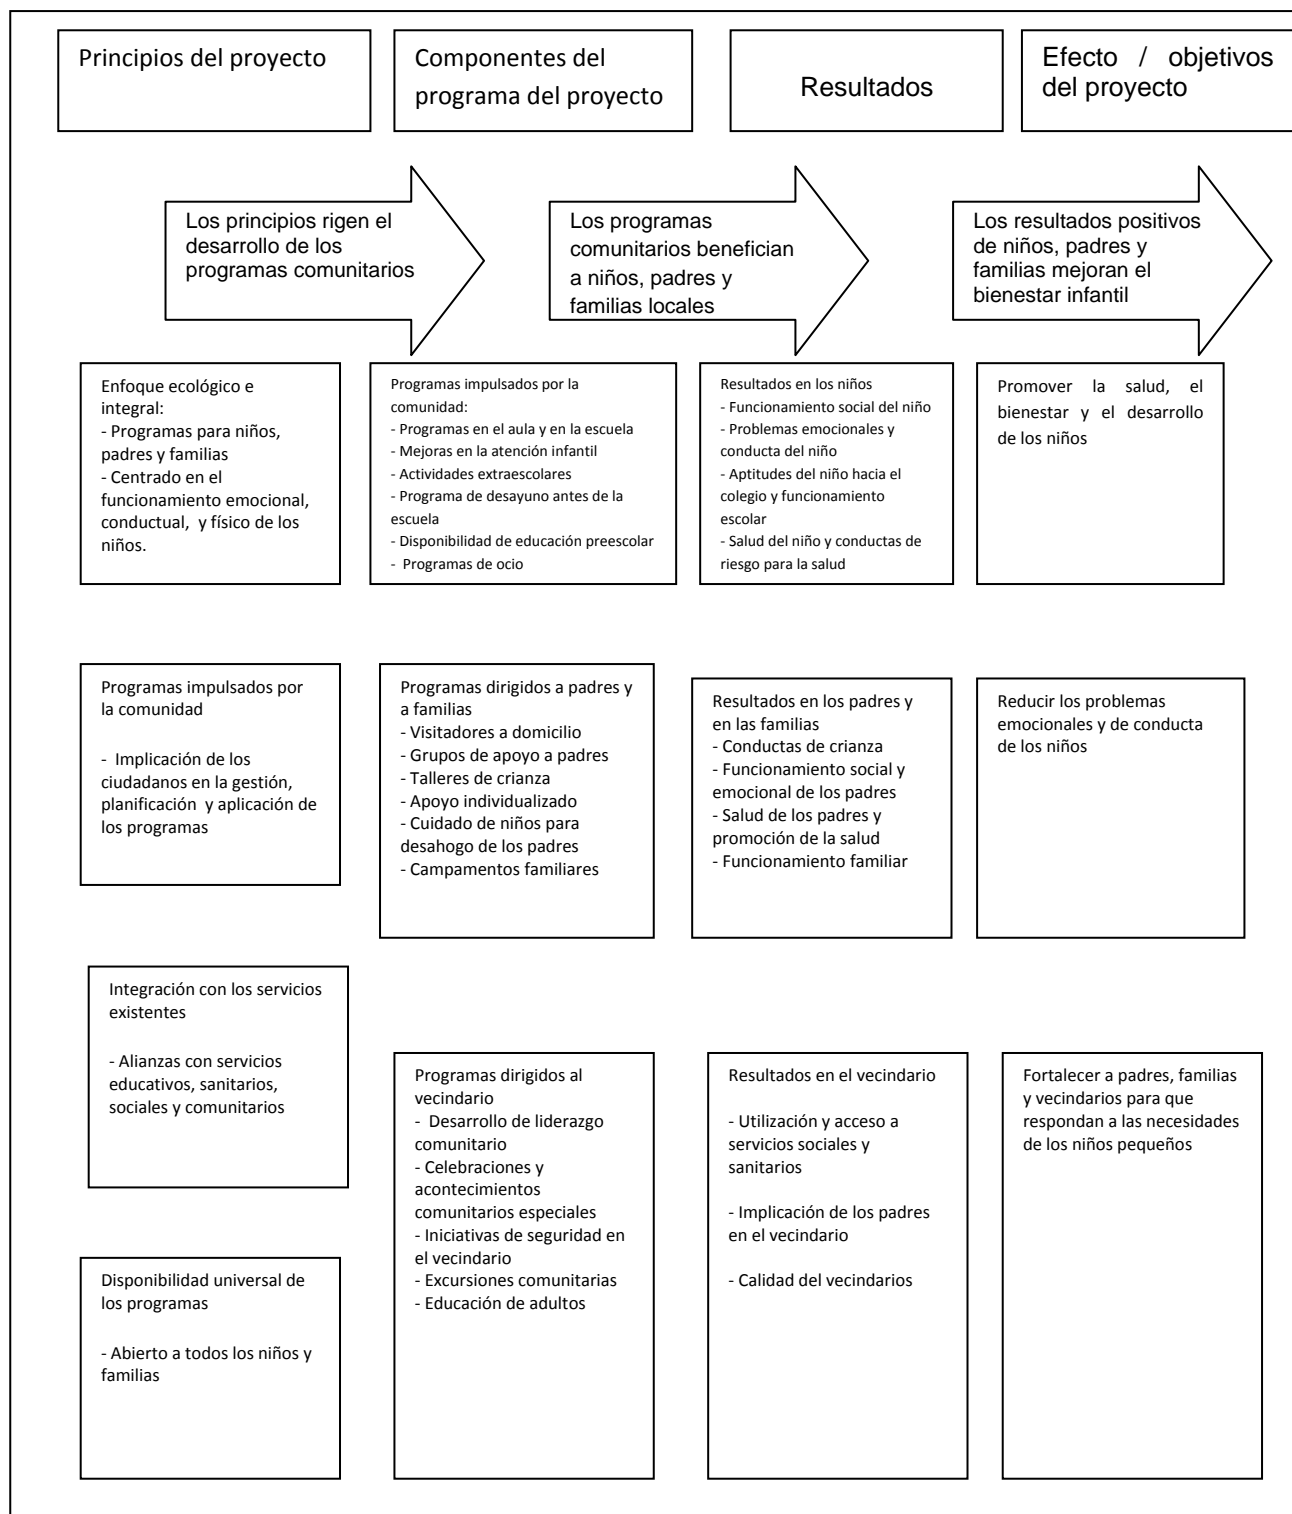 Principios del proyecto
Componentes del
programa del proyecto
Resultados
Efecto / objetivos
del proyecto
Los principios rigen el
desarrollo de los
programas comunitarios
Los programas
comunitarios benefician
a niños, padres y
familias locales
Los resultados positivos
de niños, padres y
familias mejoran el
bienestar infantil
Enfoque ecológico e
integral:
- Programas para niños,
padres y familias
- Centrado en el
funcionamiento emocional,
conductual,  y físico de los
niños.
Programas impulsados por la
comunidad:
- Programas en el aula y en la escuela
- Mejoras en la atención infantil
- Actividades extraescolares
- Programa de desayuno antes de la
escuela
- Disponibilidad de educación preescolar
-  Programas de ocio
Resultados en los niños
- Funcionamiento social del niño
- Problemas emocionales y
conducta del niño
- Aptitudes del niño hacia el
colegio y funcionamiento
escolar
- Salud del niño y conductas de
riesgo para la salud
Promover la salud, el
bienestar y el desarrollo
de los niños
Programas impulsados por
la comunidad
-  Implicación de los
ciudadanos en la gestión,
planificación  y aplicación de
los programas
Programas dirigidos a padres y
a familias
- Visitadores a domicilio
- Grupos de apoyo a padres
- Talleres de crianza
- Apoyo individualizado
- Cuidado de niños para
desahogo de los padres
- Campamentos familiares
Resultados en los padres y
en las familias
- Conductas de crianza
- Funcionamiento social y
emocional de los padres
- Salud de los padres y
promoción de la salud
- Funcionamiento familiar
Reducir los problemas
emocionales y de conducta
de los niños
Integración con los servicios
existentes
- Alianzas con servicios
educativos, sanitarios,
sociales y comunitarios
Programas dirigidos al
vecindario
-  Desarrollo de liderazgo
comunitario
- Celebraciones y
acontecimientos
comunitarios especiales
- Iniciativas de seguridad en
el vecindario
- Excursiones comunitarias
- Educación de adultos
Resultados en el vecindario
- Utilización y acceso a
servicios sociales y
sanitarios
- Implicación de los padres
en el vecindario
- Calidad del vecindarios
Fortalecer a padres, familias
y vecindarios para que
respondan a las necesidades
de los niños pequeños
Disponibilidad universal de
los programas
- Abierto a todos los niños y
familias